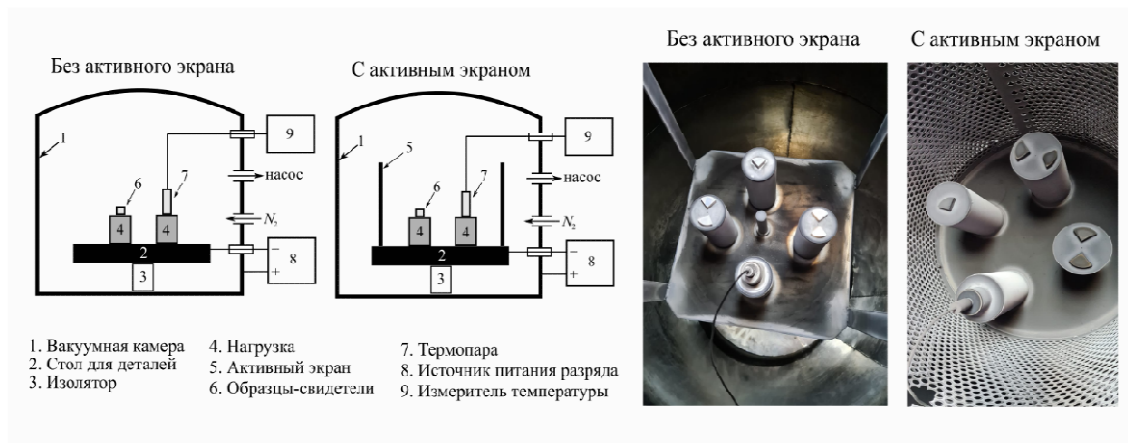 Без активного экрана
С активным экраном
Без активного экрана
С активным экраном
1
9
насос
6
7
4
4
N₂
2
3
8
−
+
1
5
9
насос
6
7
4
4
N₂
2
3
8
−
+
1. Вакуумная камера
2. Стол для деталей
3. Изолятор
4. Нагрузка
5. Активный экран
6. Образцы-свидетели
7. Термопара
8. Источник питания разряда
9. Измеритель температуры